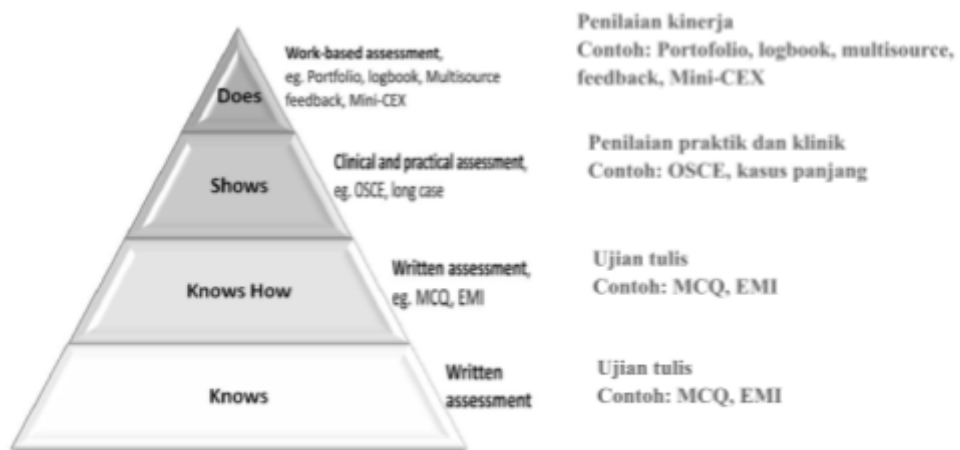 Does
Work-based assessment,
eg. Portfolio, logbook, Multisource
feedback, Mini-CEX
Penilaian kinerja
Contoh: Portofolio, logbook, multisource,
feedback, Mini-CEX
Shows
Clinical and practical assessment,
eg. OSCE, long case
Penilaian praktik dan klinik
Contoh: OSCE, kasus panjang
Knows How
Written assessment,
eg. MCQ, EMI
Ujian tulis
Contoh: MCQ, EMI
Knows
Written
assessment
Ujian tulis
Contoh: MCQ, EMI